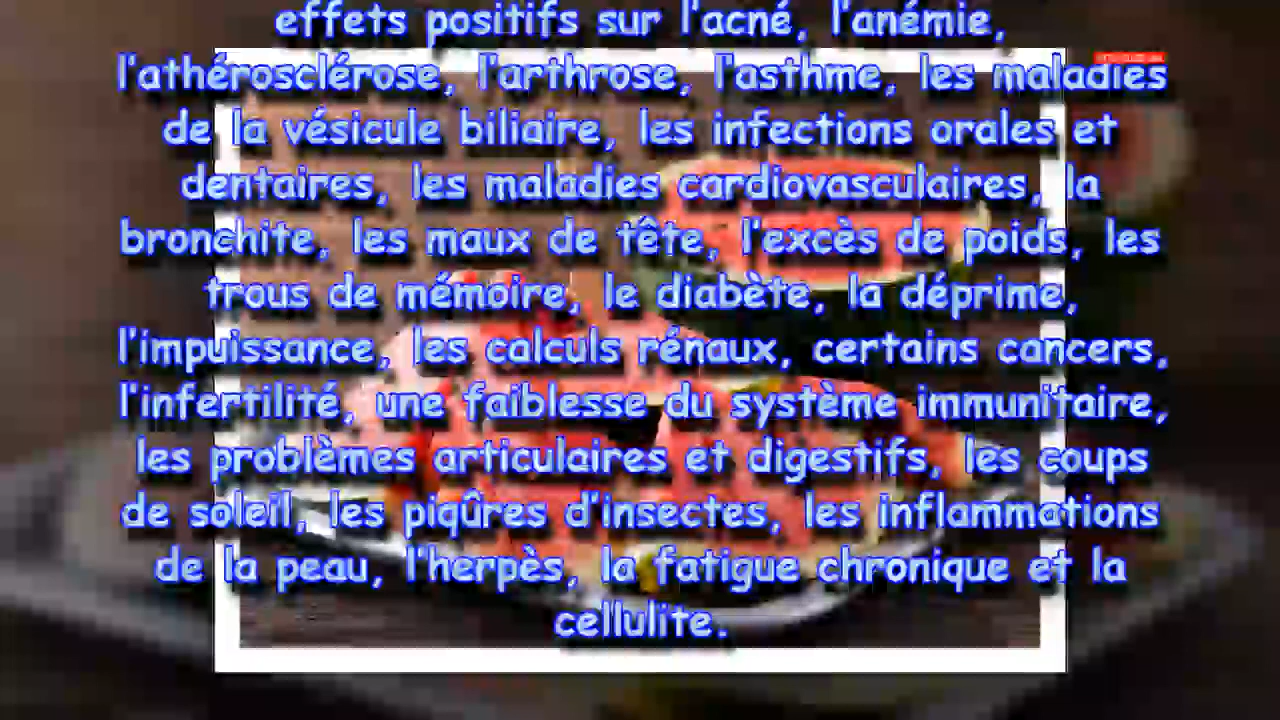 effets positifs sur l'acné, l'anémie,
l'athérosclérose, l'arthrose, l'asthme, les maladies
de la vésicule biliaire, les infections orales et
dentaires, les maladies cardiovasculaires, la
bronchite, les maux de tête, l'excès de poids, les
trous de mémoire, le diabète, la déprime,
l'impuissance, les calculs rénaux, certains cancers,
l'infertilité, une faiblesse du système immunitaire,
les problèmes articulaires et digestifs, les coups
de soleil, les piqûres d'insectes, les inflammations
de la peau, l'herpès, la fatigue chronique et la
cellulite.